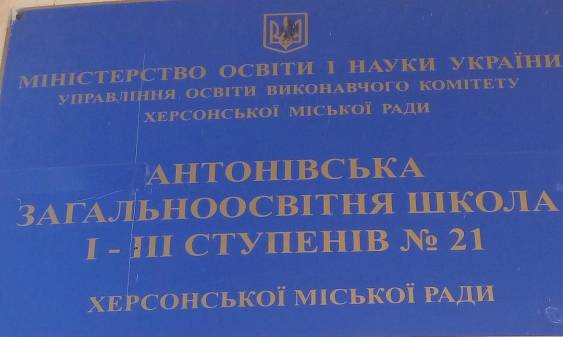 МІНІСТЕРСТВО ОСВІТИ І НАУКИ УКРАЇНИ
УПРАВЛІННЯ ОСВІТИ ВИКОНАВЧОГО КОМІТЕТУ
ХЕРСОНСЬКОЇ МІСЬКОЇ РАДИ
АНТОНІВСЬКА
ЗАГАЛЬНООСВІТНЯ ШКОЛА
І - ІІІ СТУПЕНІВ № 21
ХЕРСОНСЬКОЇ МІСЬКОЇ РАДИ